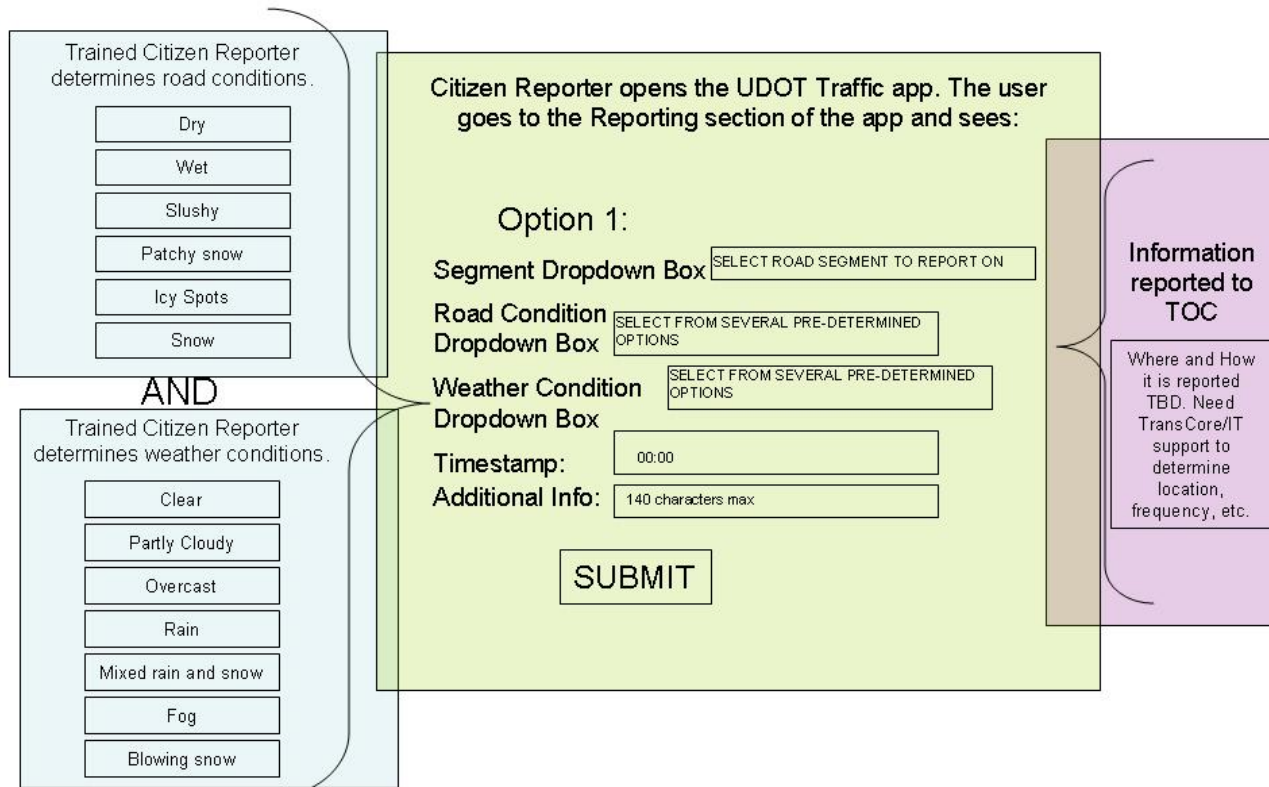 Trained Citizen Reporter
determines road conditions.
Dry
Wet
Slushy
Patchy snow
Icy Spots
Snow
AND
Trained Citizen Reporter
determines weather conditions.
Clear
Partly Cloudy
Overcast
Rain
Mixed rain and snow
Fog
Blowing snow
Citizen Reporter opens the UDOT Traffic app. The user
goes to the Reporting section of the app and sees:
Option 1:
Segment Dropdown Box
SELECT ROAD SEGMENT TO REPORT ON
Road Condition
Dropdown Box
SELECT FROM SEVERAL PRE-DETERMINED
OPTIONS
Weather Condition
Dropdown Box
SELECT FROM SEVERAL PRE-DETERMINED
OPTIONS
Timestamp:
00:00
Additional Info:
140 characters max
SUBMIT
Information
reported to
TOC
Where and How
it is reported
TBD. Need
TransCore/IT
support to
determine
location,
frequency, etc.